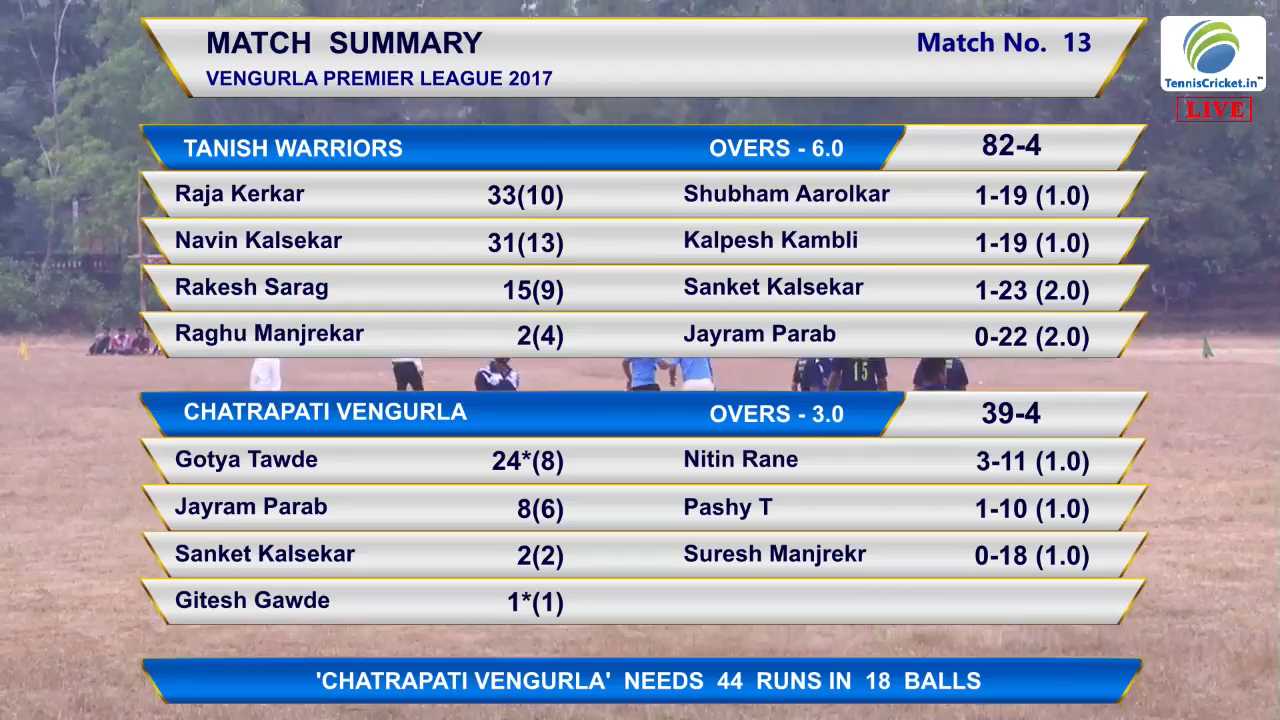 MATCH SUMMARY
Match No. 13
VENGURLA PREMIER LEAGUE 2017
TennisCricket.in™
LIVE
TANISH WARRIORS OVERS - 6.0 82-4
Raja Kerkar 33(10) Shubham Aarolkar 1-19 (1.0)
Navin Kalsekar 31(13) Kalpesh Kambli 1-19 (1.0)
Rakesh Sarag 15(9) Sanket Kalsekar 1-23 (2.0)
Raghu Manjrekar 2(4) Jayram Parab 0-22 (2.0)
15
CHATRAPATI VENGURLA OVERS - 3.0 39-4
Gotya Tawde 24*(8) Nitin Rane 3-11 (1.0)
Jayram Parab 8(6) Pashy T 1-10 (1.0)
Sanket Kalsekar 2(2) Suresh Manjrekr 0-18 (1.0)
Gitesh Gawde 1*(1)
'CHATRAPATI VENGURLA' NEEDS 44 RUNS IN 18 BALLS